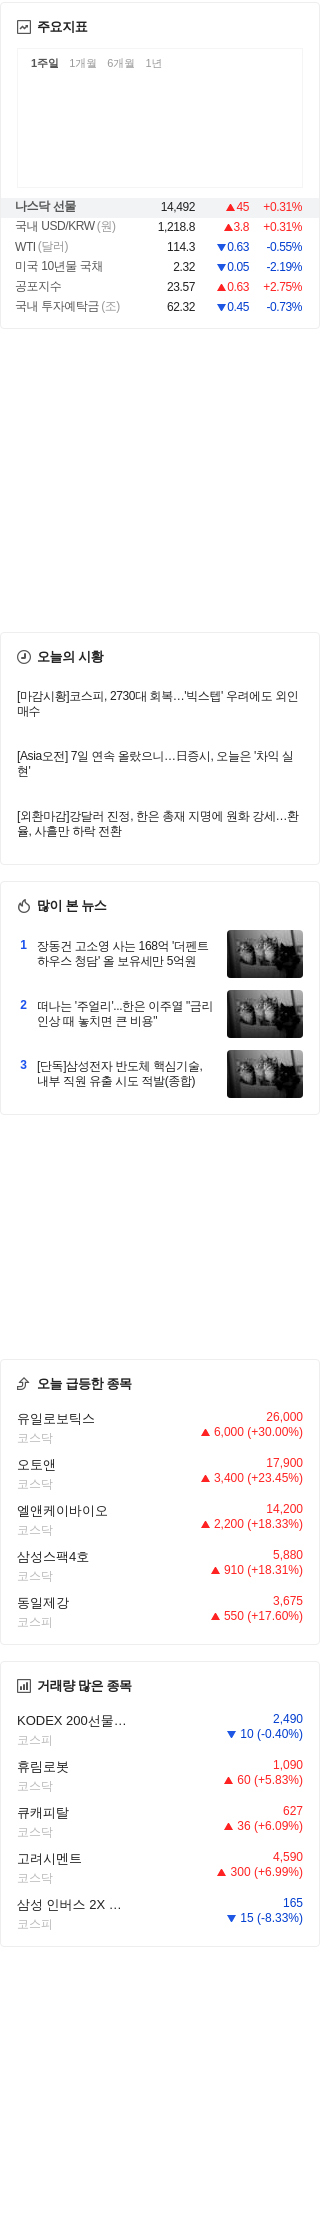 주요지표
1주일 1개월 6개월 1년
나스닥 선물 14,492 ▲45 +0.31%
국내 USD/KRW (원) 1,218.8 ▲3.8 +0.31%
WTI (달러) 114.3 ▼0.63 -0.55%
미국 10년물 국채 2.32 ▼0.05 -2.19%
공포지수 23.57 ▲0.63 +2.75%
국내 투자예탁금 (조) 62.32 ▼0.45 -0.73%
오늘의 시황
[마감시황]코스피, 2730대 회복…'빅스텝' 우려에도 외인
매수
[Asia오전] 7일 연속 올랐으니…日증시, 오늘은 '차익 실
현'
[외환마감]강달러 진정, 한은 총재 지명에 원화 강세…환
율, 사흘만 하락 전환
많이 본 뉴스
1 장동건 고소영 사는 168억 '더펜트
하우스 청담' 올 보유세만 5억원
2 떠나는 '주열리'...한은 이주열 "금리
인상 때 놓치면 큰 비용"
3 [단독]삼성전자 반도체 핵심기술,
내부 직원 유출 시도 적발(종합)
오늘 급등한 종목
유일로보틱스 26,000
코스닥 ▲ 6,000 (+30.00%)
오토앤 17,900
코스닥 ▲ 3,400 (+23.45%)
엘앤케이바이오 14,200
코스닥 ▲ 2,200 (+18.33%)
삼성스팩4호 5,880
코스닥 ▲ 910 (+18.31%)
동일제강 3,675
코스피 ▲ 550 (+17.60%)
거래량 많은 종목
KODEX 200선물… 2,490
코스피 ▼ 10 (-0.40%)
휴림로봇 1,090
코스닥 ▲ 60 (+5.83%)
큐캐피탈 627
코스닥 ▲ 36 (+6.09%)
고려시멘트 4,590
코스닥 ▲ 300 (+6.99%)
삼성 인버스 2X … 165
코스피 ▼ 15 (-8.33%)